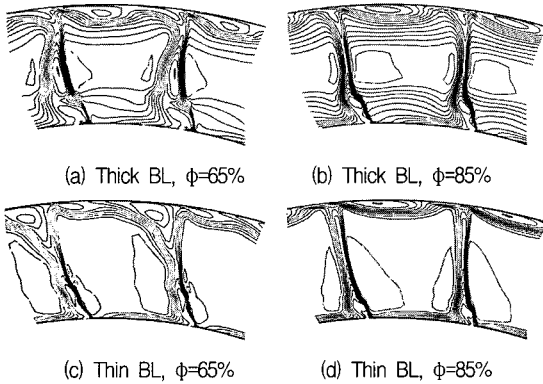 (a) Thick BL, ϕ=65%
(b) Thick BL, ϕ=85%
(c) Thin BL, ϕ=65%
(d) Thin BL, ϕ=85%